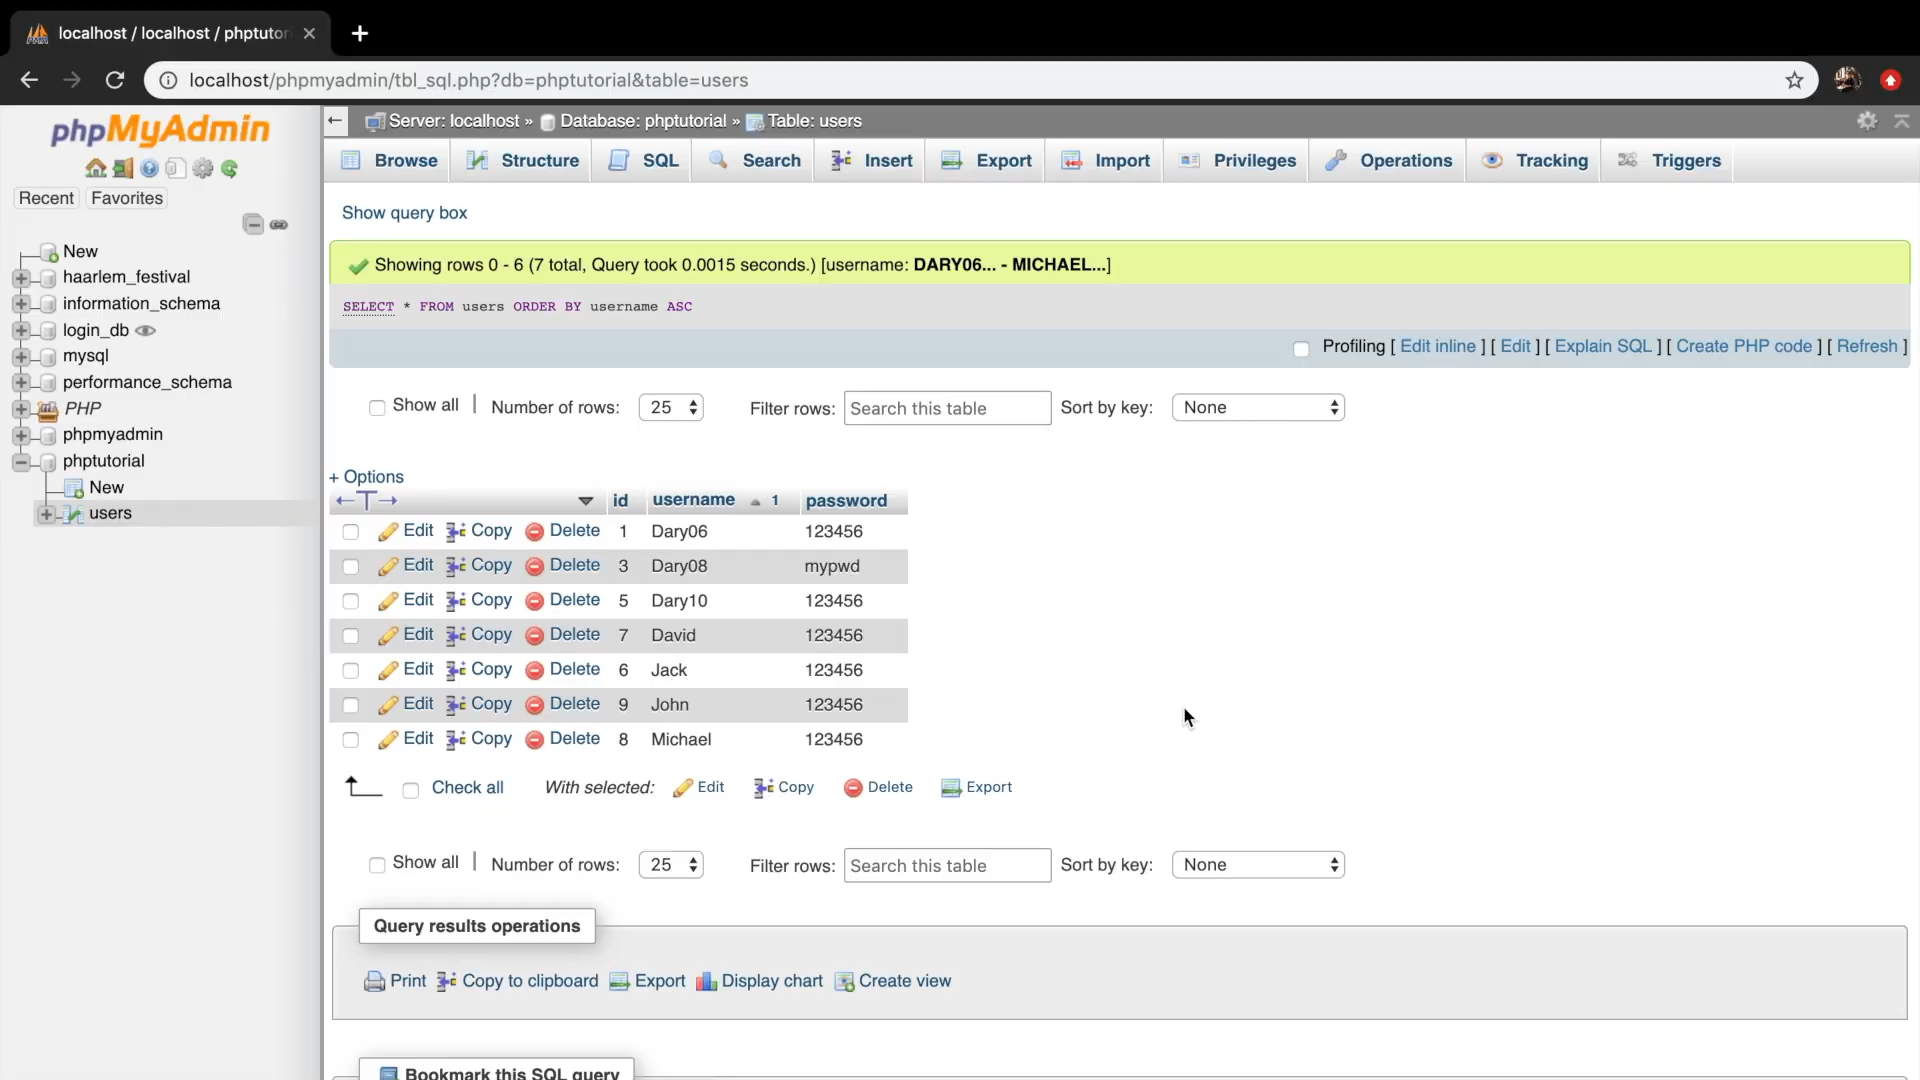 localhost / localhost / phptutor
localhost/phpmyadmin/tbl_sql.php?db=phptutorial&table=users
phpMyAdmin
Recent Favorites
New
haarlem_festival
information_schema
login_db
mysql
performance_schema
PHP
phpmyadmin
phptutorial
New
users
Server: localhost » Database: phptutorial » Table: users
Browse Structure SQL Search Insert Export Import Privileges Operations Tracking Triggers
Show query box
Showing rows 0 - 6 (7 total, Query took 0.0015 seconds.) [username: DARY06... - MICHAEL...]
SELECT * FROM users ORDER BY username ASC
Profiling [ Edit inline ] [ Edit ] [ Explain SQL ] [ Create PHP code ] [ Refresh ]
Show all | Number of rows: 25 Filter rows: Search this table Sort by key: None
+ Options
←T→ id username 1 password
Edit Copy Delete 1 Dary06 123456
Edit Copy Delete 3 Dary08 mypwd
Edit Copy Delete 5 Dary10 123456
Edit Copy Delete 7 David 123456
Edit Copy Delete 6 Jack 123456
Edit Copy Delete 9 John 123456
Edit Copy Delete 8 Michael 123456
Check all With selected: Edit Copy Delete Export
Show all | Number of rows: 25 Filter rows: Search this table Sort by key: None
Query results operations
Print Copy to clipboard Export Display chart Create view
Bookmark this SQL query